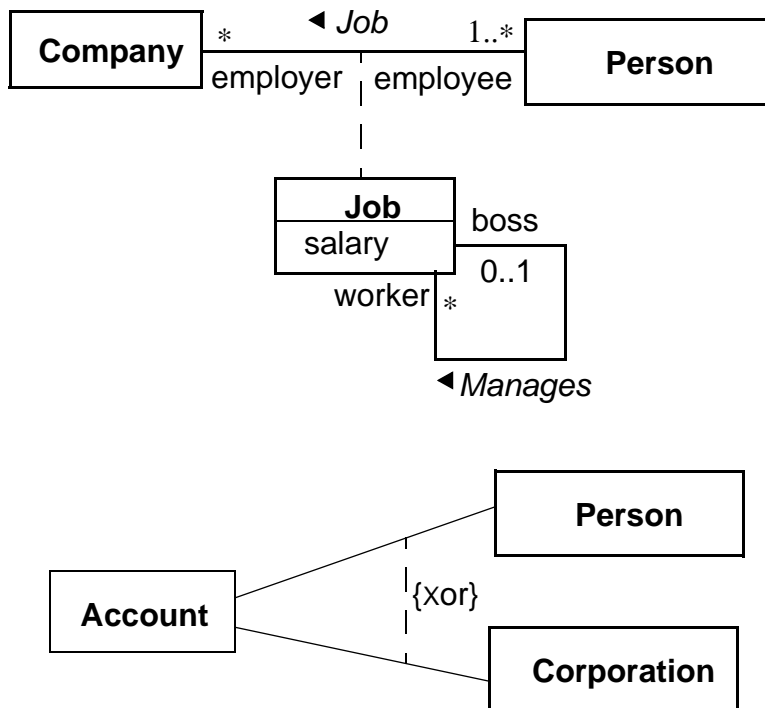 ◄ Job
* 1..*
Company Person
employer employee
Job
boss
salary
0..1
worker *
◄ Manages
Person
{xor}
Account
Corporation